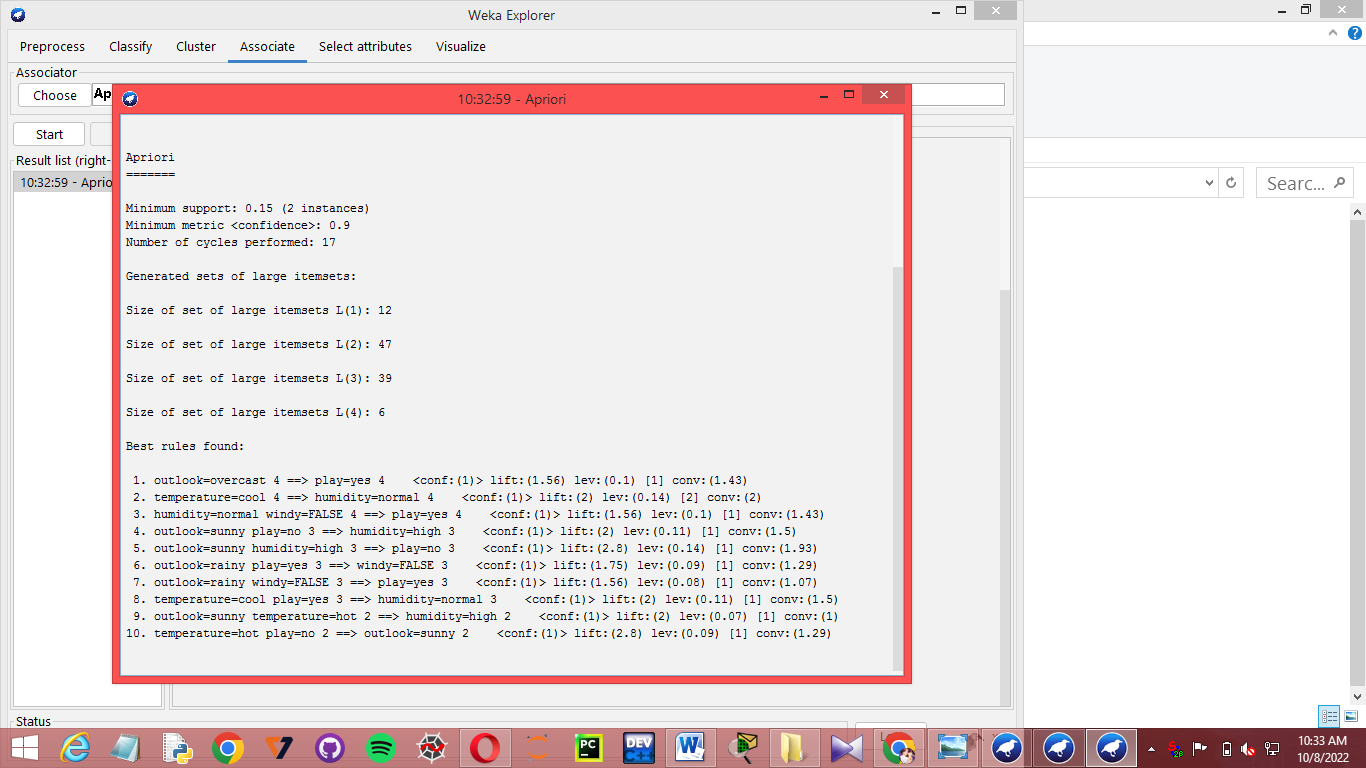 Weka Explorer
Preprocess Classify Cluster Associate Select attributes Visualize
Associator
Choose Ap
10:32:59 - Apriori
Start
Result list (right-
10:32:59 - Aprio
Searc...
Apriori
=======
Minimum support: 0.15 (2 instances)
Minimum metric <confidence>: 0.9
Number of cycles performed: 17
Generated sets of large itemsets:
Size of set of large itemsets L(1): 12
Size of set of large itemsets L(2): 47
Size of set of large itemsets L(3): 39
Size of set of large itemsets L(4): 6
Best rules found:
1. outlook=overcast 4 ==> play=yes 4 <conf:(1)> lift:(1.56) lev:(0.1) [1] conv:(1.43)
2. temperature=cool 4 ==> humidity=normal 4 <conf:(1)> lift:(2) lev:(0.14) [2] conv:(2)
3. humidity=normal windy=FALSE 4 ==> play=yes 4 <conf:(1)> lift:(1.56) lev:(0.1) [1] conv:(1.43)
4. outlook=sunny play=no 3 ==> humidity=high 3 <conf:(1)> lift:(2) lev:(0.11) [1] conv:(1.5)
5. outlook=sunny humidity=high 3 ==> play=no 3 <conf:(1)> lift:(2.8) lev:(0.14) [1] conv:(1.93)
6. outlook=rainy play=yes 3 ==> windy=FALSE 3 <conf:(1)> lift:(1.75) lev:(0.09) [1] conv:(1.29)
7. outlook=rainy windy=FALSE 3 ==> play=yes 3 <conf:(1)> lift:(1.56) lev:(0.08) [1] conv:(1.07)
8. temperature=cool play=yes 3 ==> humidity=normal 3 <conf:(1)> lift:(2) lev:(0.11) [1] conv:(1.5)
9. outlook=sunny temperature=hot 2 ==> humidity=high 2 <conf:(1)> lift:(2) lev:(0.07) [1] conv:(1)
10. temperature=hot play=no 2 ==> outlook=sunny 2 <conf:(1)> lift:(2.8) lev:(0.09) [1] conv:(1.29)
Status
PC
DEV
C++
10:33 AM
10/8/2022